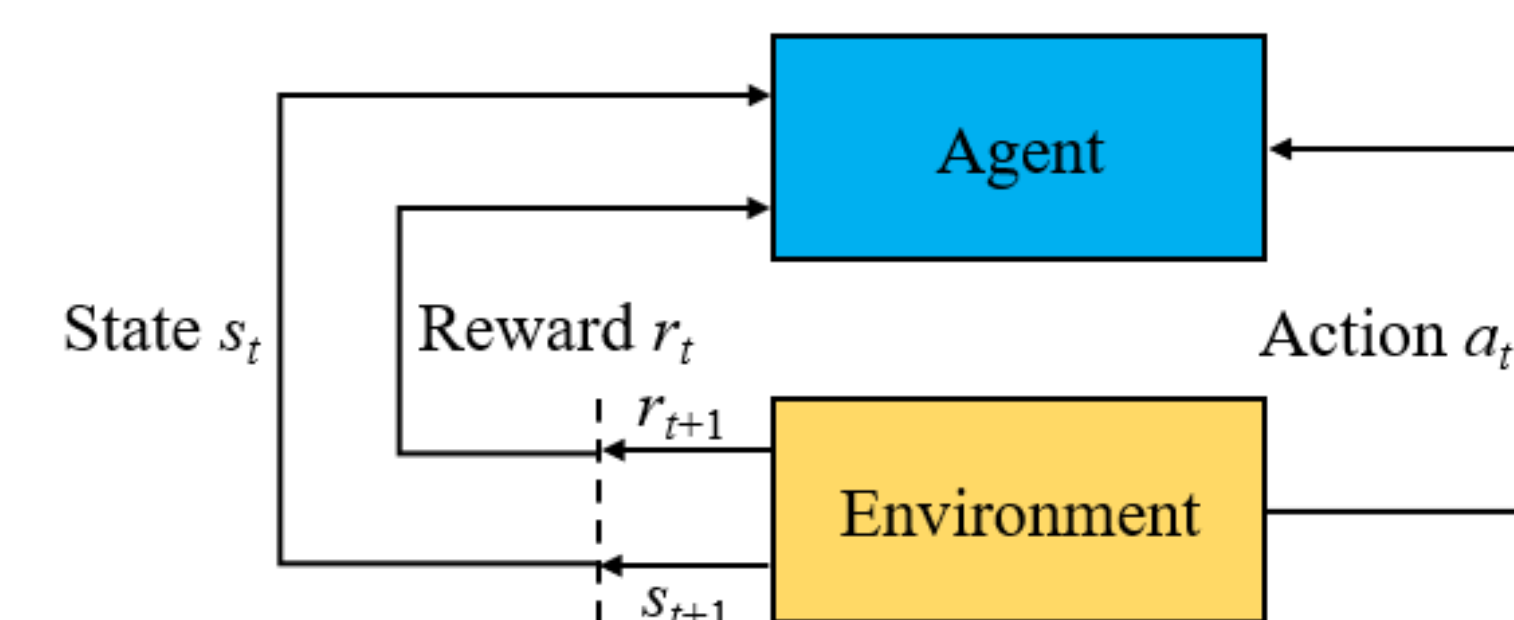 Agent
State s_t
Reward r_t
Action a_t
r_{t+1}
Environment
s_{t+1}